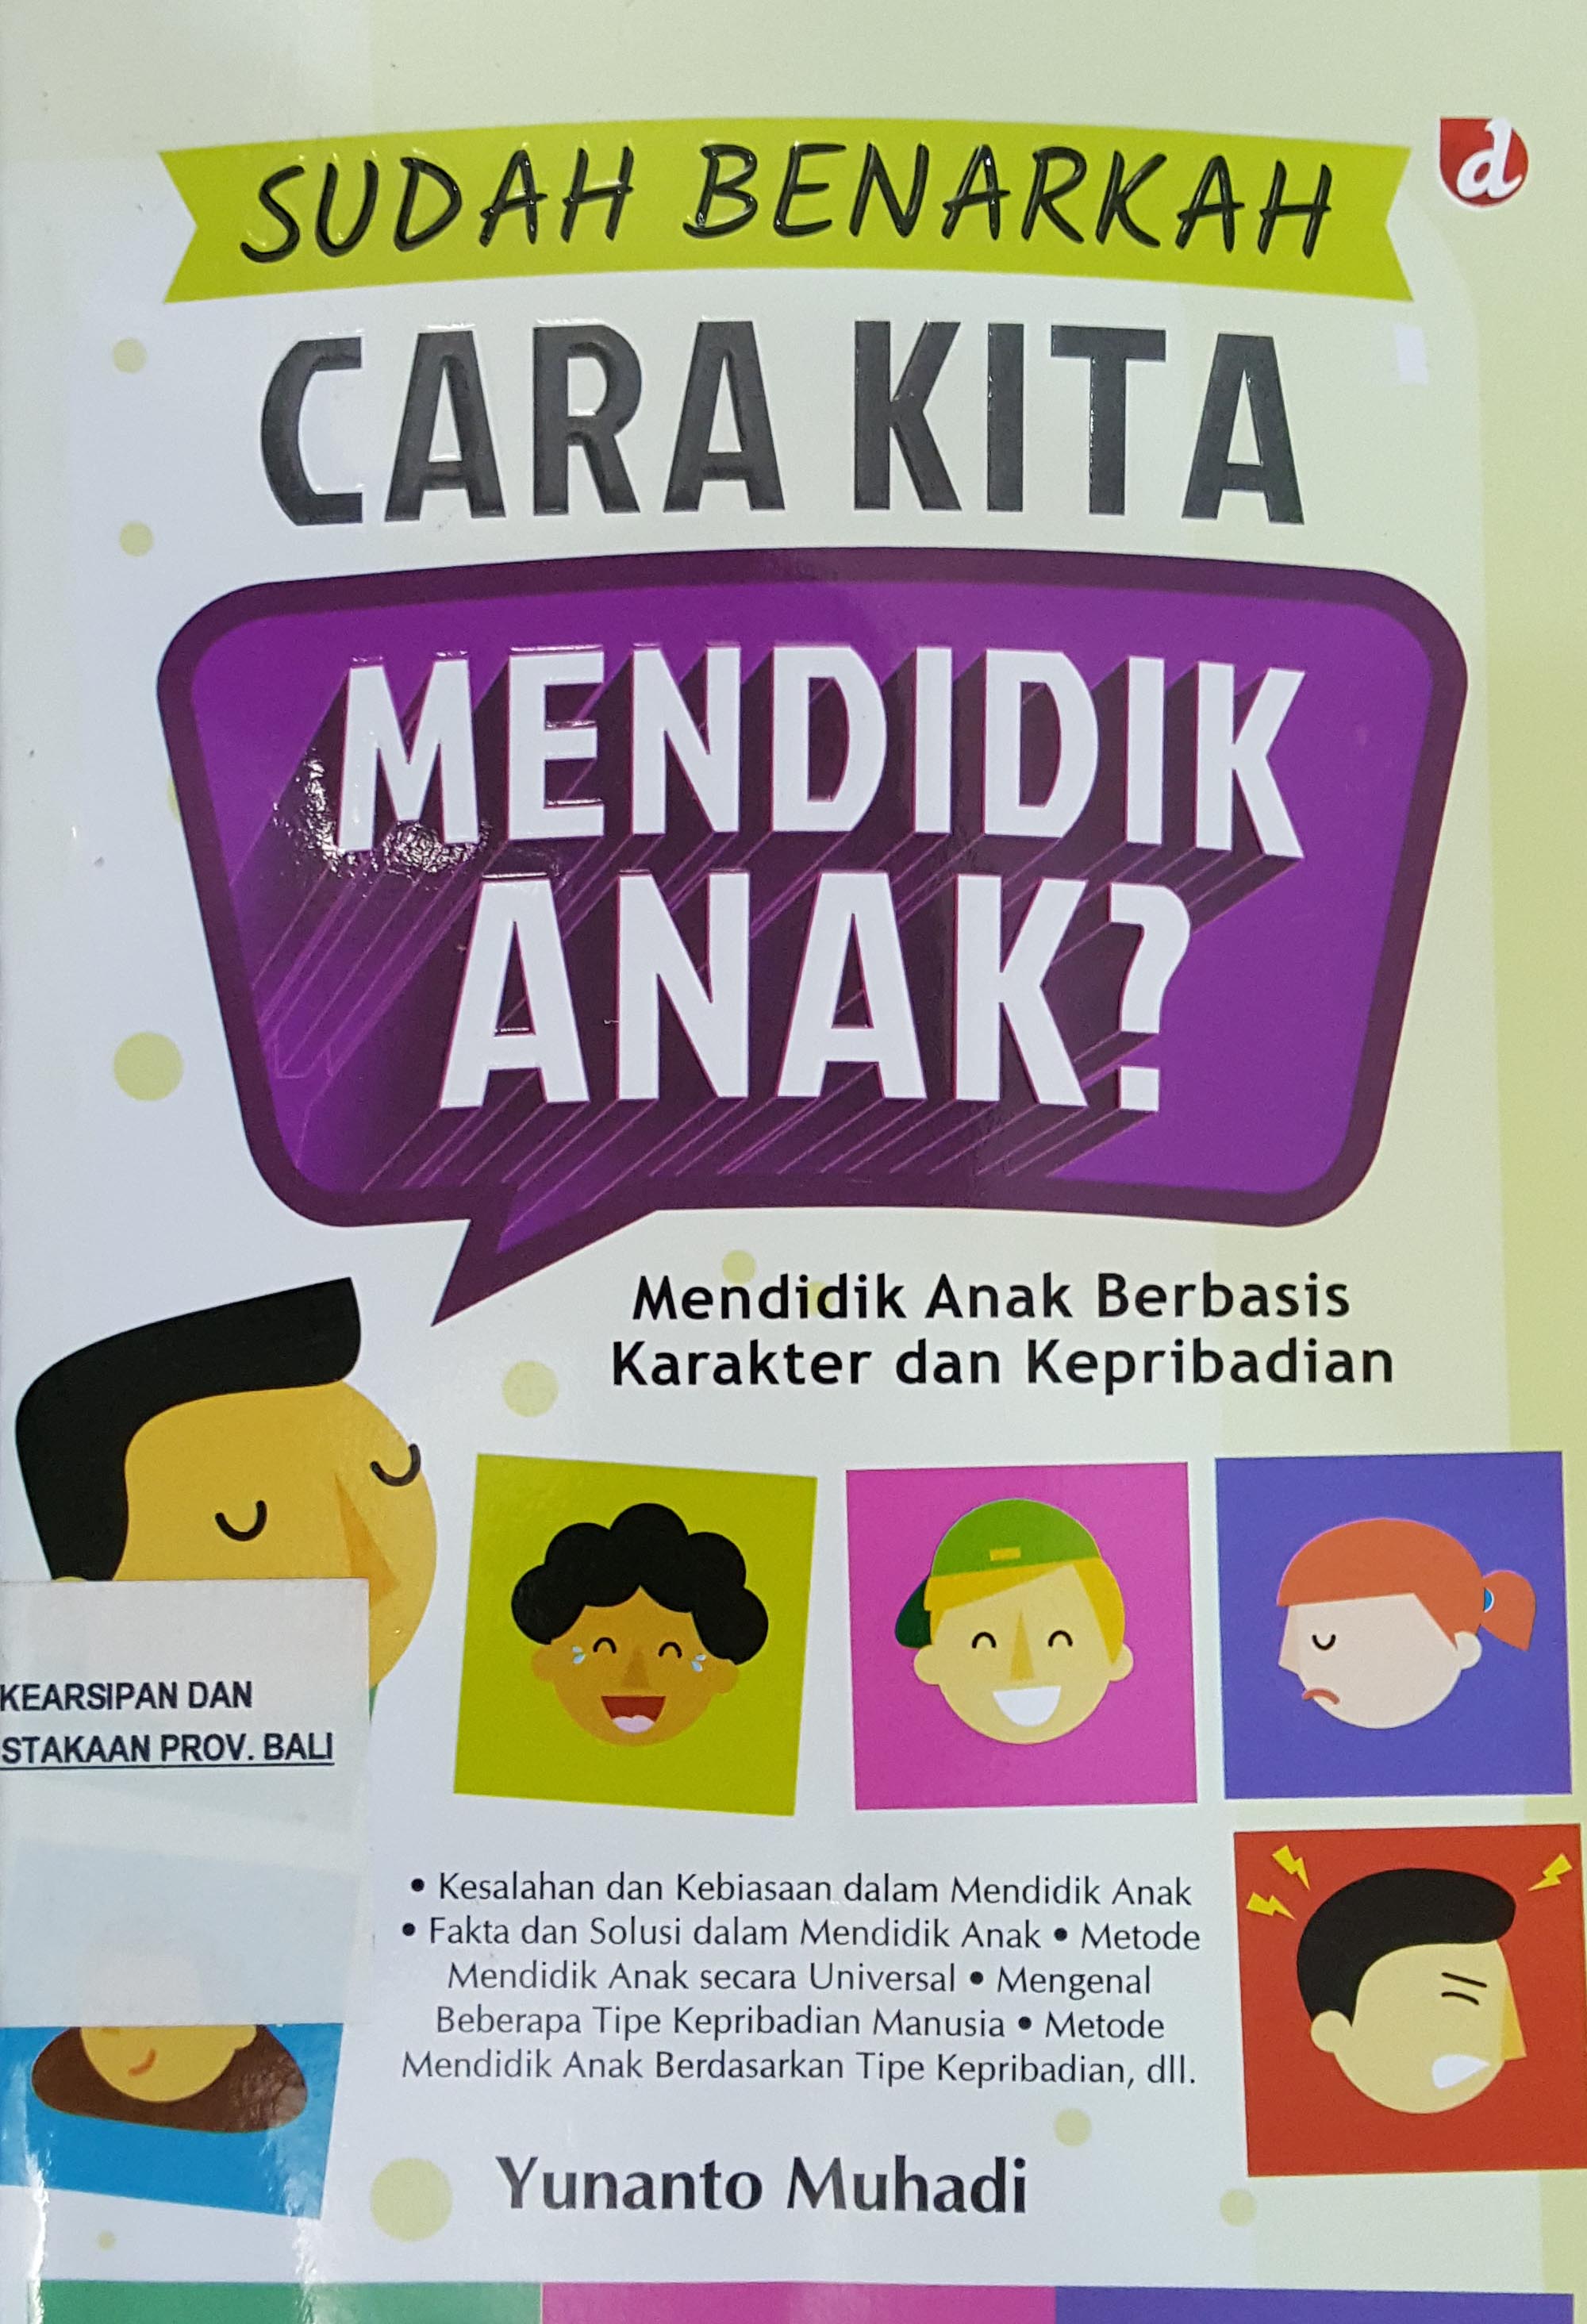 SUDAH BENARKAH
d
CARA KITA
MENDIDIK
ANAK?
Mendidik Anak Berbasis
Karakter dan Kepribadian
KEARSIPAN DAN
STAKAAN PROV. BALI
• Kesalahan dan Kebiasaan dalam Mendidik Anak
• Fakta dan Solusi dalam Mendidik Anak • Metode
Mendidik Anak secara Universal • Mengenal
Beberapa Tipe Kepribadian Manusia • Metode
Mendidik Anak Berdasarkan Tipe Kepribadian, dll.
Yunanto Muhadi